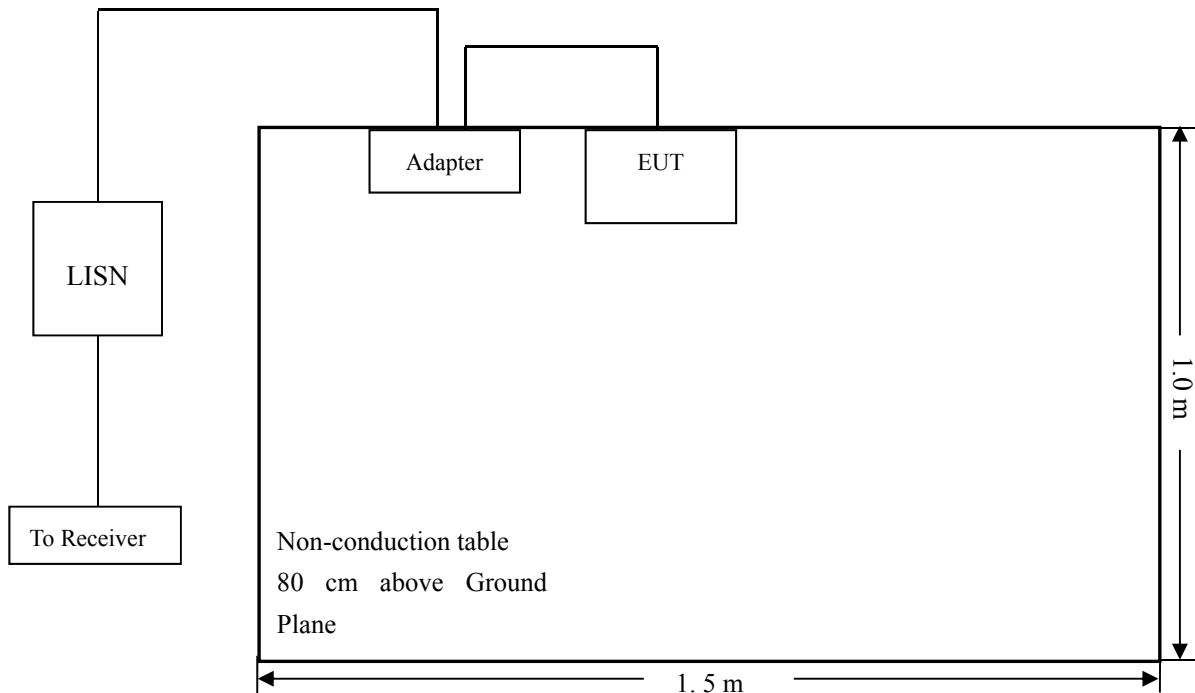 Adapter
EUT
LISN
1.0 m
To Receiver
Non-conduction table
80 cm above Ground
Plane
1. 5 m